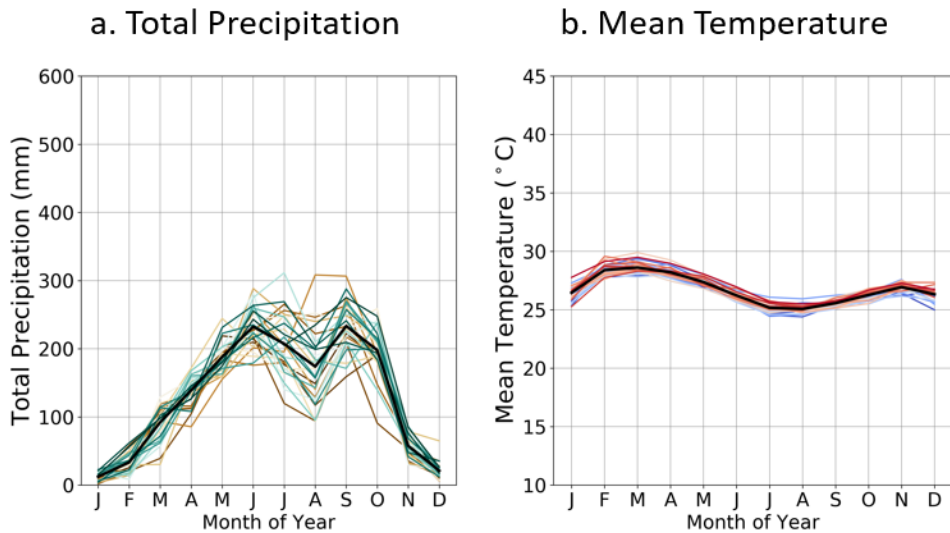 a. Total Precipitation
600
500
400
300
200
100
0
Total Precipitation (mm)
J F M A M J J A S O N D
Month of Year
b. Mean Temperature
45
40
35
30
25
20
15
10
Mean Temperature ( ° C)
J F M A M J J A S O N D
Month of Year